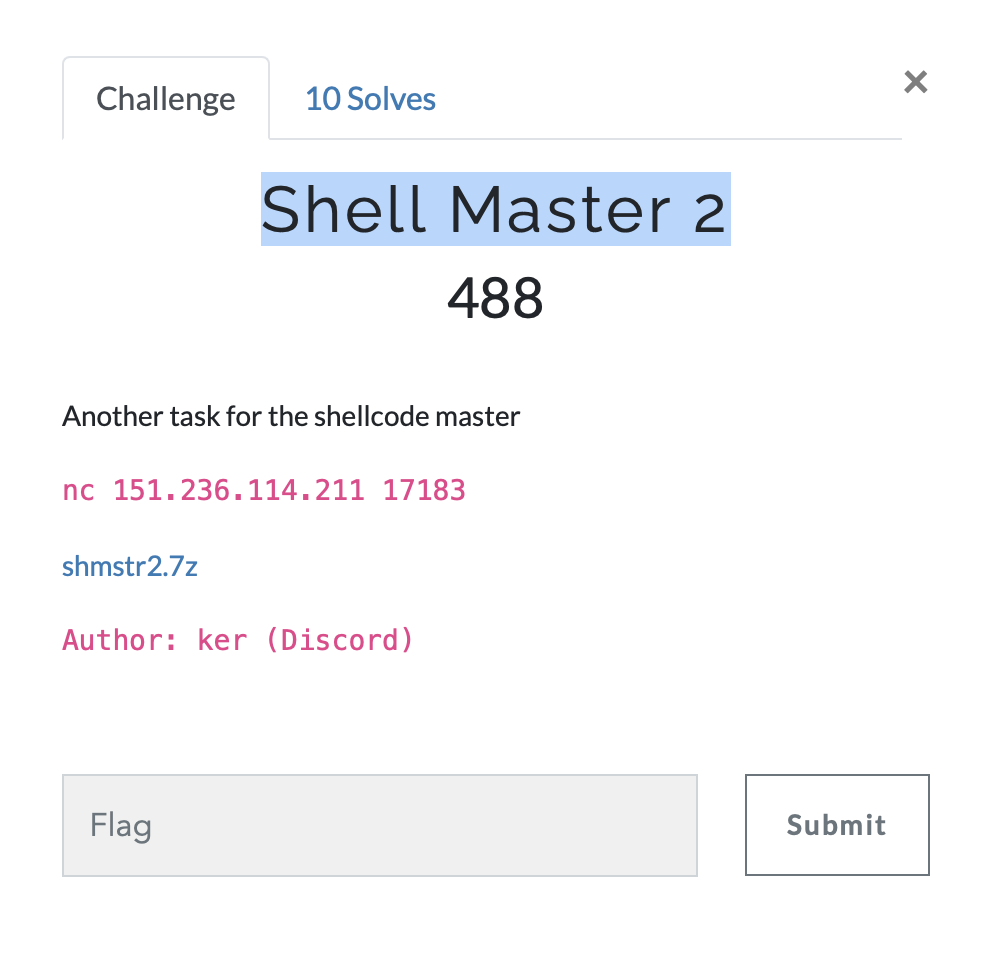 Challenge
10 Solves
×
Shell Master 2
488
Another task for the shellcode master
nc 151.236.114.211 17183
shmstr2.7z
Author: ker (Discord)
Flag
Submit